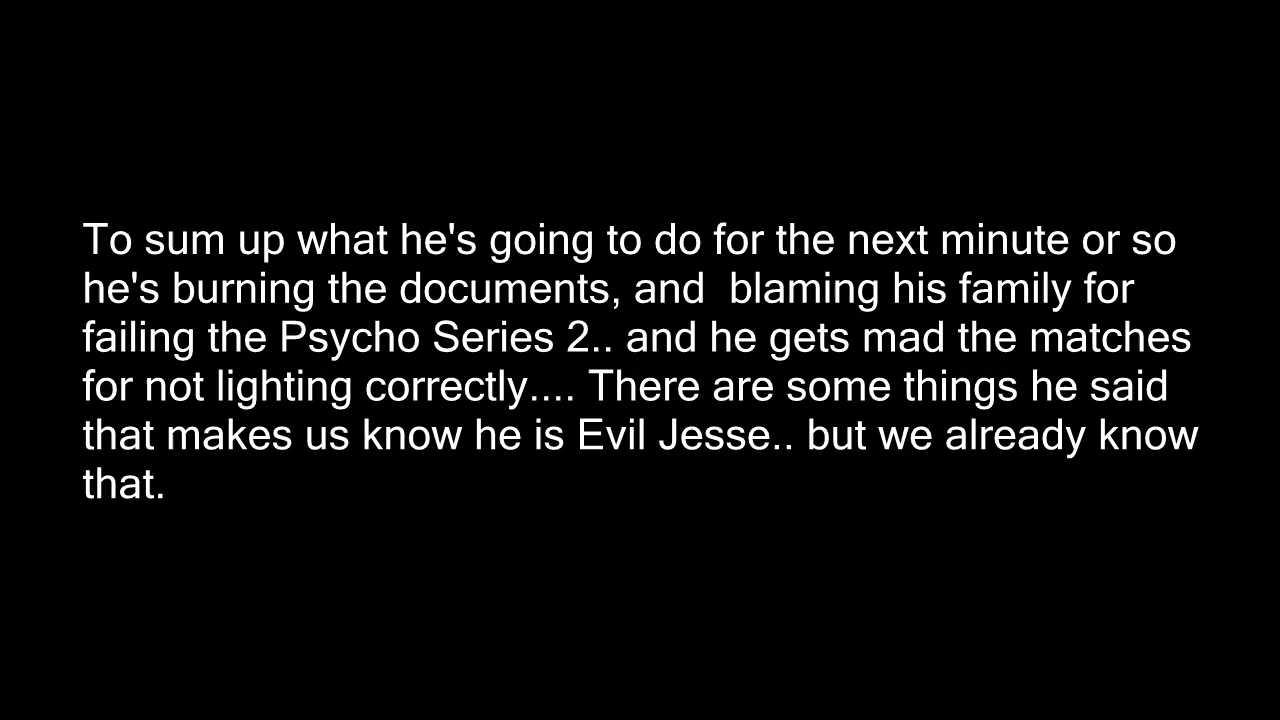 To sum up what he's going to do for the next minute or so
he's burning the documents, and  blaming his family for
failing the Psycho Series 2.. and he gets mad the matches
for not lighting correctly.... There are some things he said
that makes us know he is Evil Jesse.. but we already know
that.